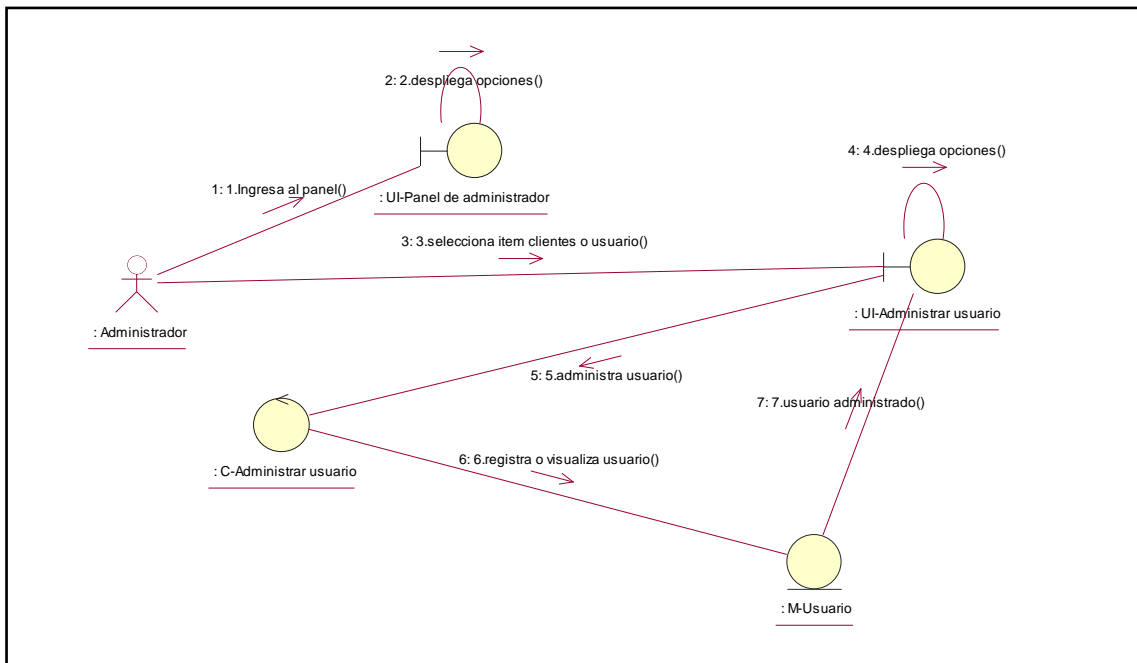 2: 2.despliega opciones()
4: 4.despliega opciones()
1: 1.Ingresa al panel()
: UI-Panel de administrador
3: 3.selecciona item clientes o usuario()
: Administrador
: UI-Administrar usuario
5: 5.administra usuario()
7: 7.usuario administrado()
: C-Administrar usuario
6: 6.registra o visualiza usuario()
: M-Usuario